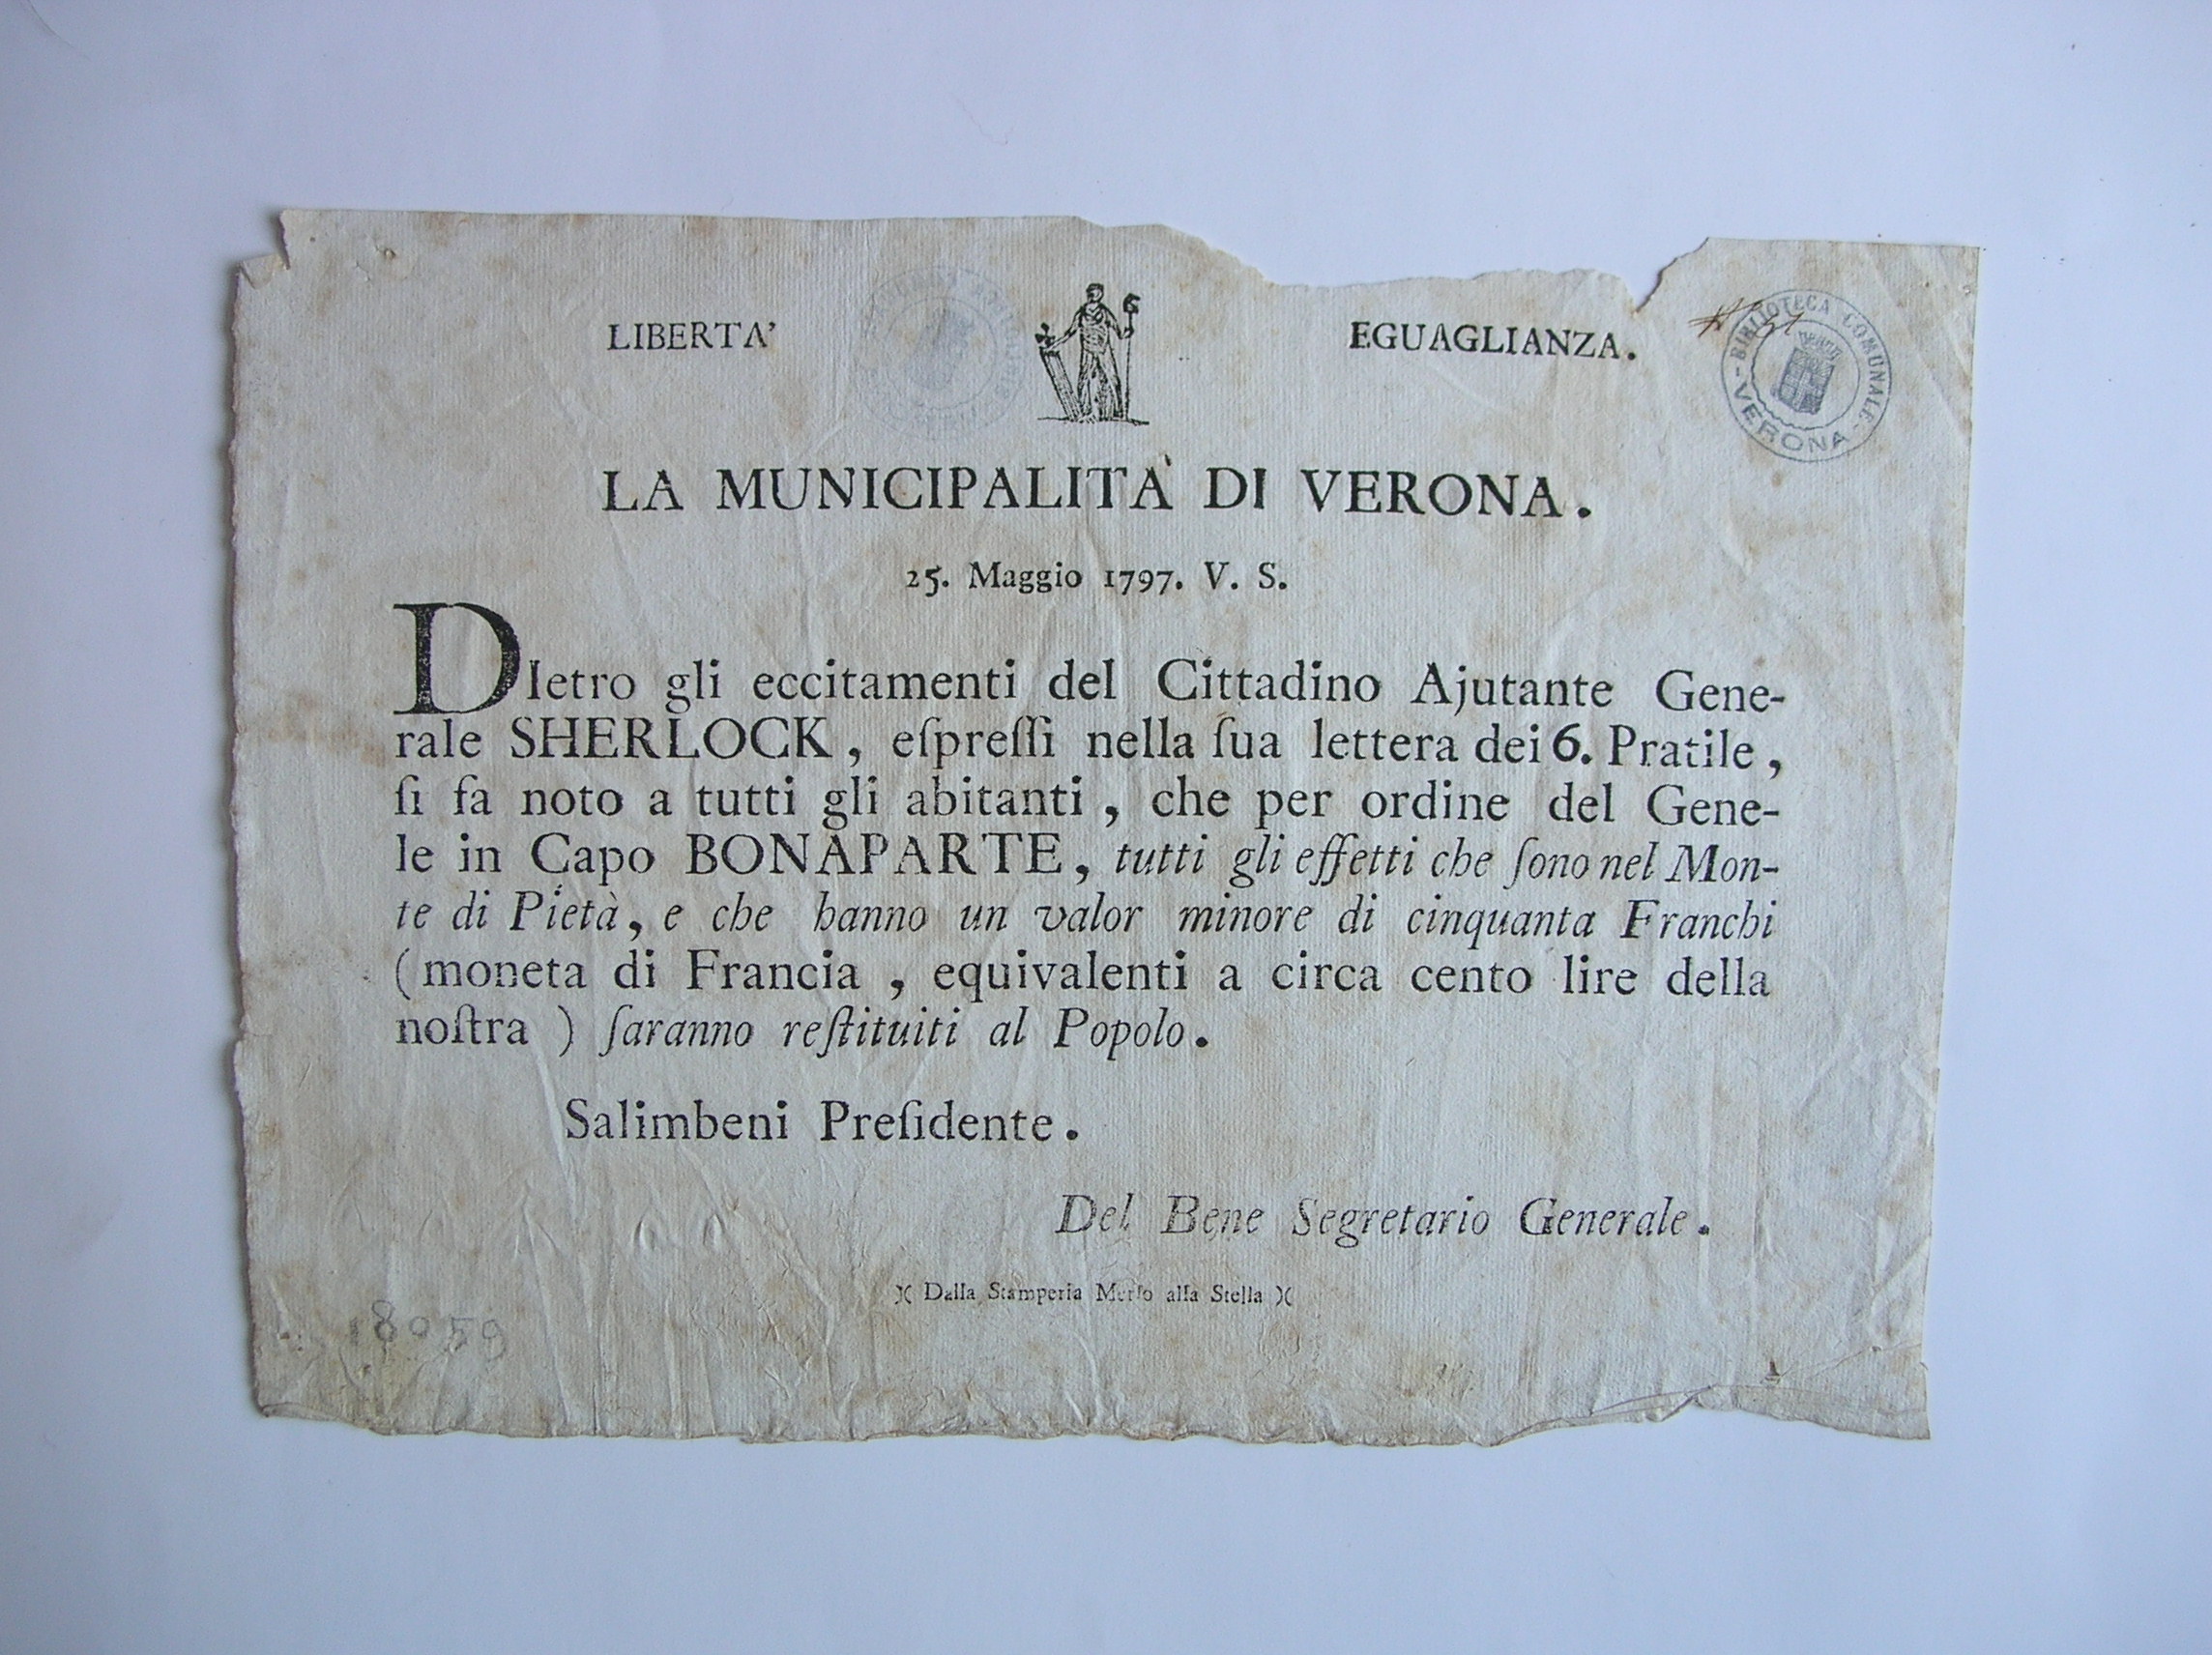 LIBERTA' EGUAGLIANZA.
BIBLIOTECA COMUNALE - VERONA -
LA MUNICIPALITÀ DI VERONA.
25. Maggio 1797. V. S.
DIetro gli eccitamenti del Cittadino Ajutante Gene-
rale SHERLOCK, eſpreſſi nella ſua lettera dei 6. Pratile,
ſi fa noto a tutti gli abitanti, che per ordine del Gene-
le in Capo BONAPARTE, tutti gli effetti che ſono nel Mon-
te di Pietà, e che hanno un valor minore di cinquanta Franchi
(moneta di Francia, equivalenti a circa cento lire della
noſtra) ſaranno reſtituiti al Popolo.
Salimbeni Preſidente.
Del Bene Segretario Generale.
)( Dalla Stamperia Merlo alla Stella )(
18059